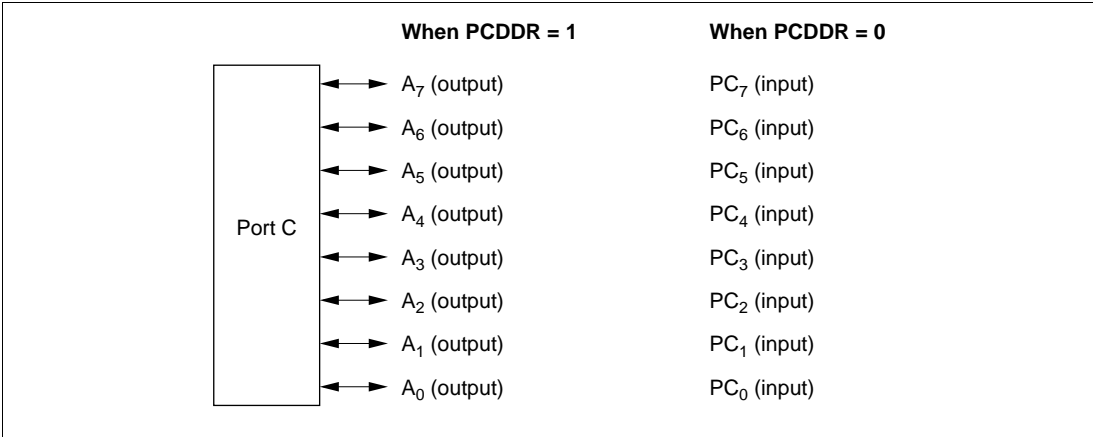 When PCDDR = 1 When PCDDR = 0
A₇ (output) PC₇ (input)
A₆ (output) PC₆ (input)
A₅ (output) PC₅ (input)
Port C A₄ (output) PC₄ (input)
A₃ (output) PC₃ (input)
A₂ (output) PC₂ (input)
A₁ (output) PC₁ (input)
A₀ (output) PC₀ (input)